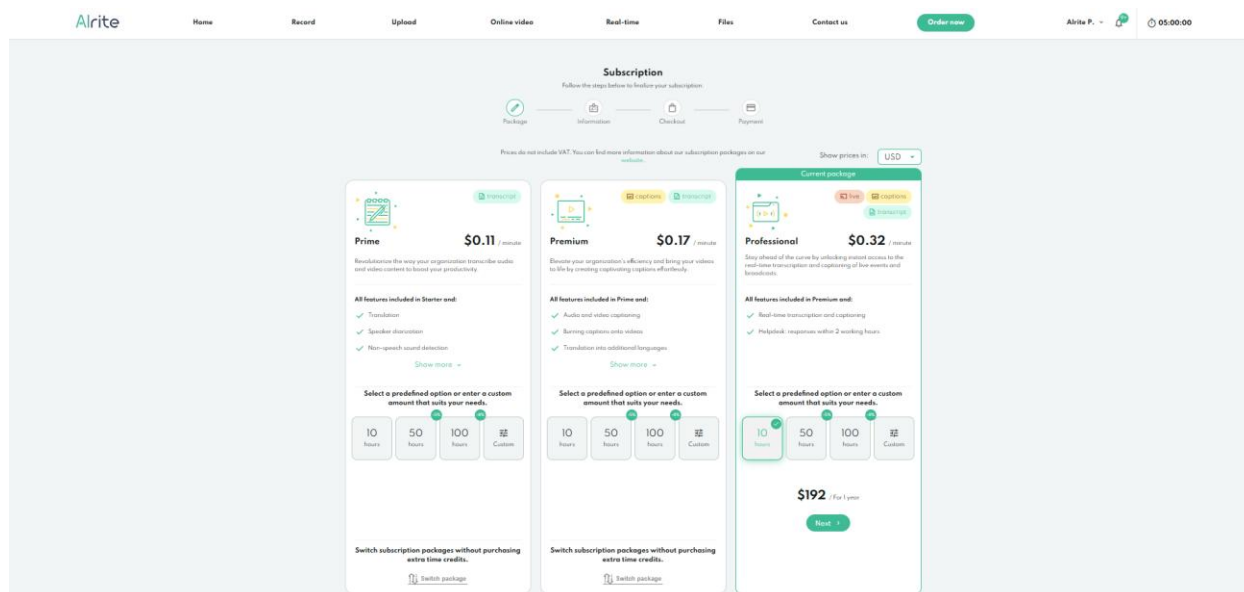 Alrite
Home Record Upload Online video Real-time Files Contact us Order now Alrite P. 05:00:00
Subscription
Follow the steps below to finalize your subscription
Package Information Checkout Payment
Prices do not include VAT. You can find more information about our subscription packages on our
website.
Show prices in: USD
transcript
Prime $0.11 / minute
Revolutionize the way your organization transcribe audio
and video content to boost your productivity.
All features included in Starter and:
Translation
Speaker diarization
Non-speech sound detection
Show more
Select a predefined option or enter a custom
amount that suits your needs.
10 hours
50 hours
100 hours
Custom
Switch subscription packages without purchasing
extra time credits.
Switch package
captions transcript
Premium $0.17 / minute
Elevate your organization's efficiency and bring your videos
to life by creating captivating captions effortlessly.
All features included in Prime and:
Audio and video captioning
Burning captions onto videos
Translation into additional languages
Show more
Select a predefined option or enter a custom
amount that suits your needs.
10 hours
50 hours
100 hours
Custom
Switch subscription packages without purchasing
extra time credits.
Switch package
Current package
live captions
transcript
Professional $0.32 / minute
Stay ahead of the curve by unlocking instant access to the
real-time transcription and captioning of live events and
broadcasts.
All features included in Premium and:
Real-time transcription and captioning
Helpdesk: responses within 2 working hours
Select a predefined option or enter a custom
amount that suits your needs.
10 hours
50 hours
100 hours
Custom
$192 / For 1 year
Next